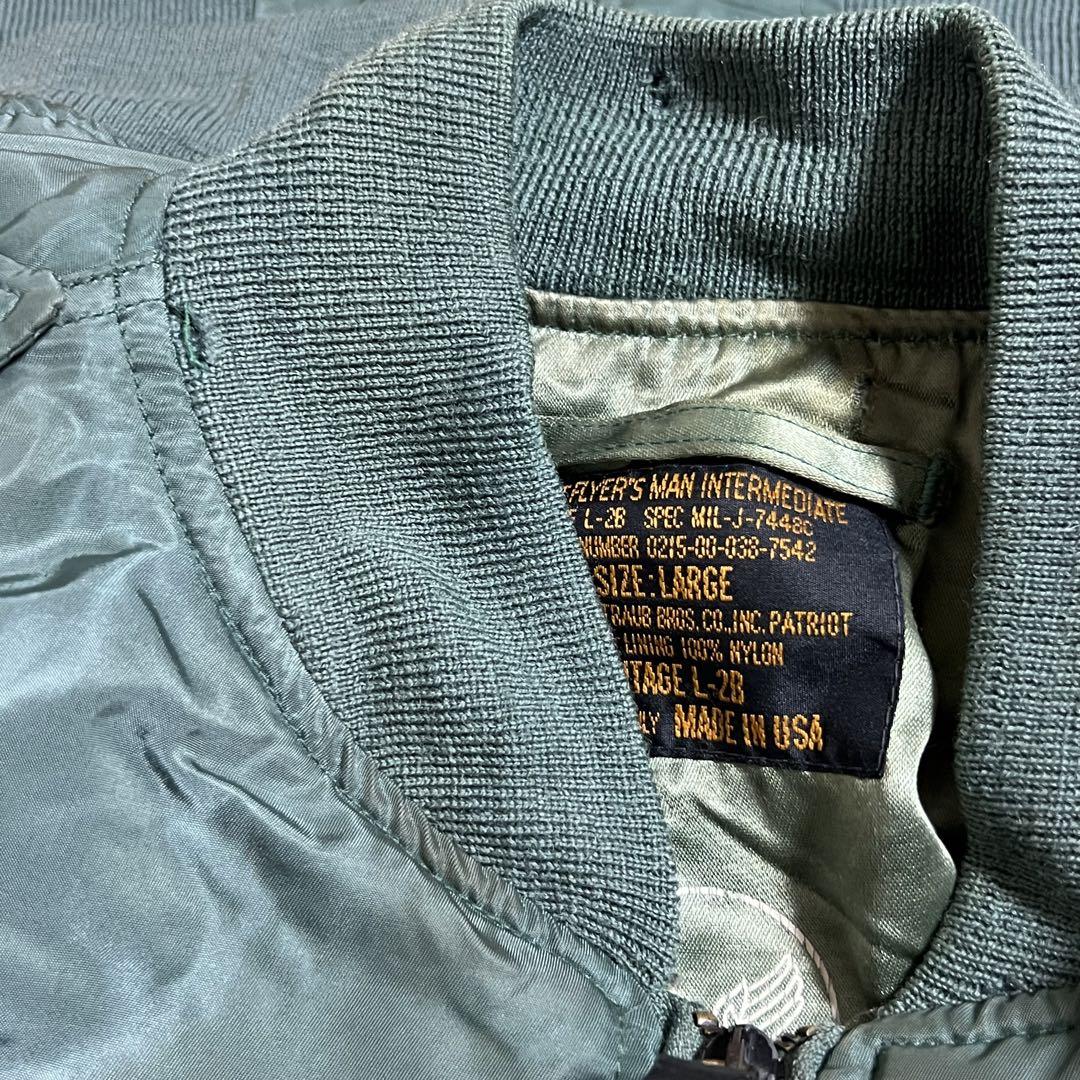 FLYER'S MAN INTERMEDIATE
L-2B SPEC MIL-J-7448C
NUMBER 0215-00-038-7542
SIZE: LARGE
BROS. CO., INC. PATRIOT
LINING 100% NYLON
TAGE L-2B
LY MADE IN USA